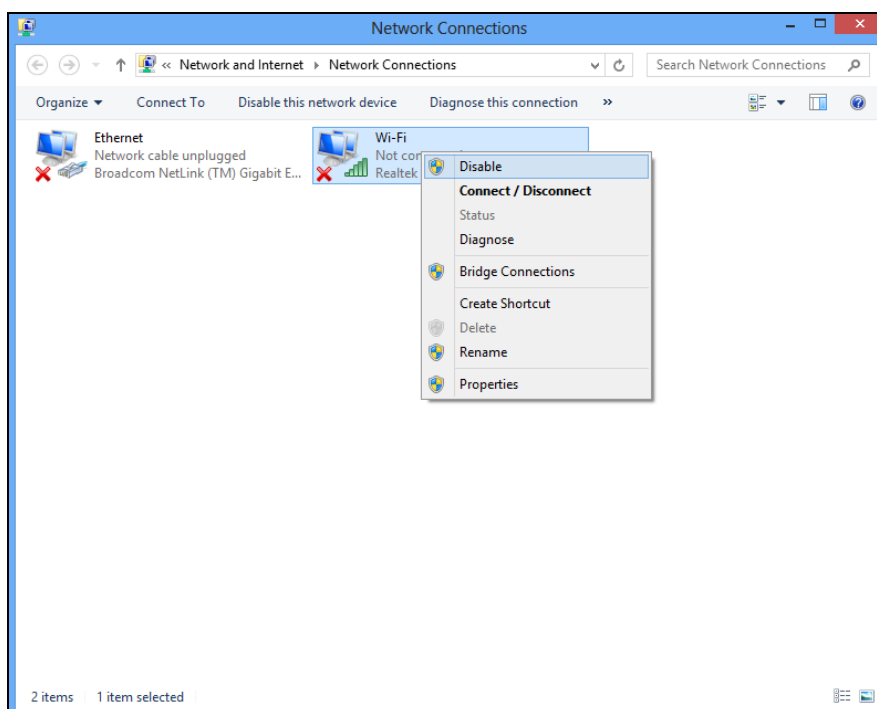 Network Connections
« Network and Internet Network Connections
Search Network Connections
Organize Connect To Disable this network device Diagnose this connection »
Ethernet
Network cable unplugged
Broadcom NetLink (TM) Gigabit E...
Wi-Fi
Not
Realtek
Disable
Connect / Disconnect
Status
Diagnose
Bridge Connections
Create Shortcut
Delete
Rename
Properties
2 items 1 item selected